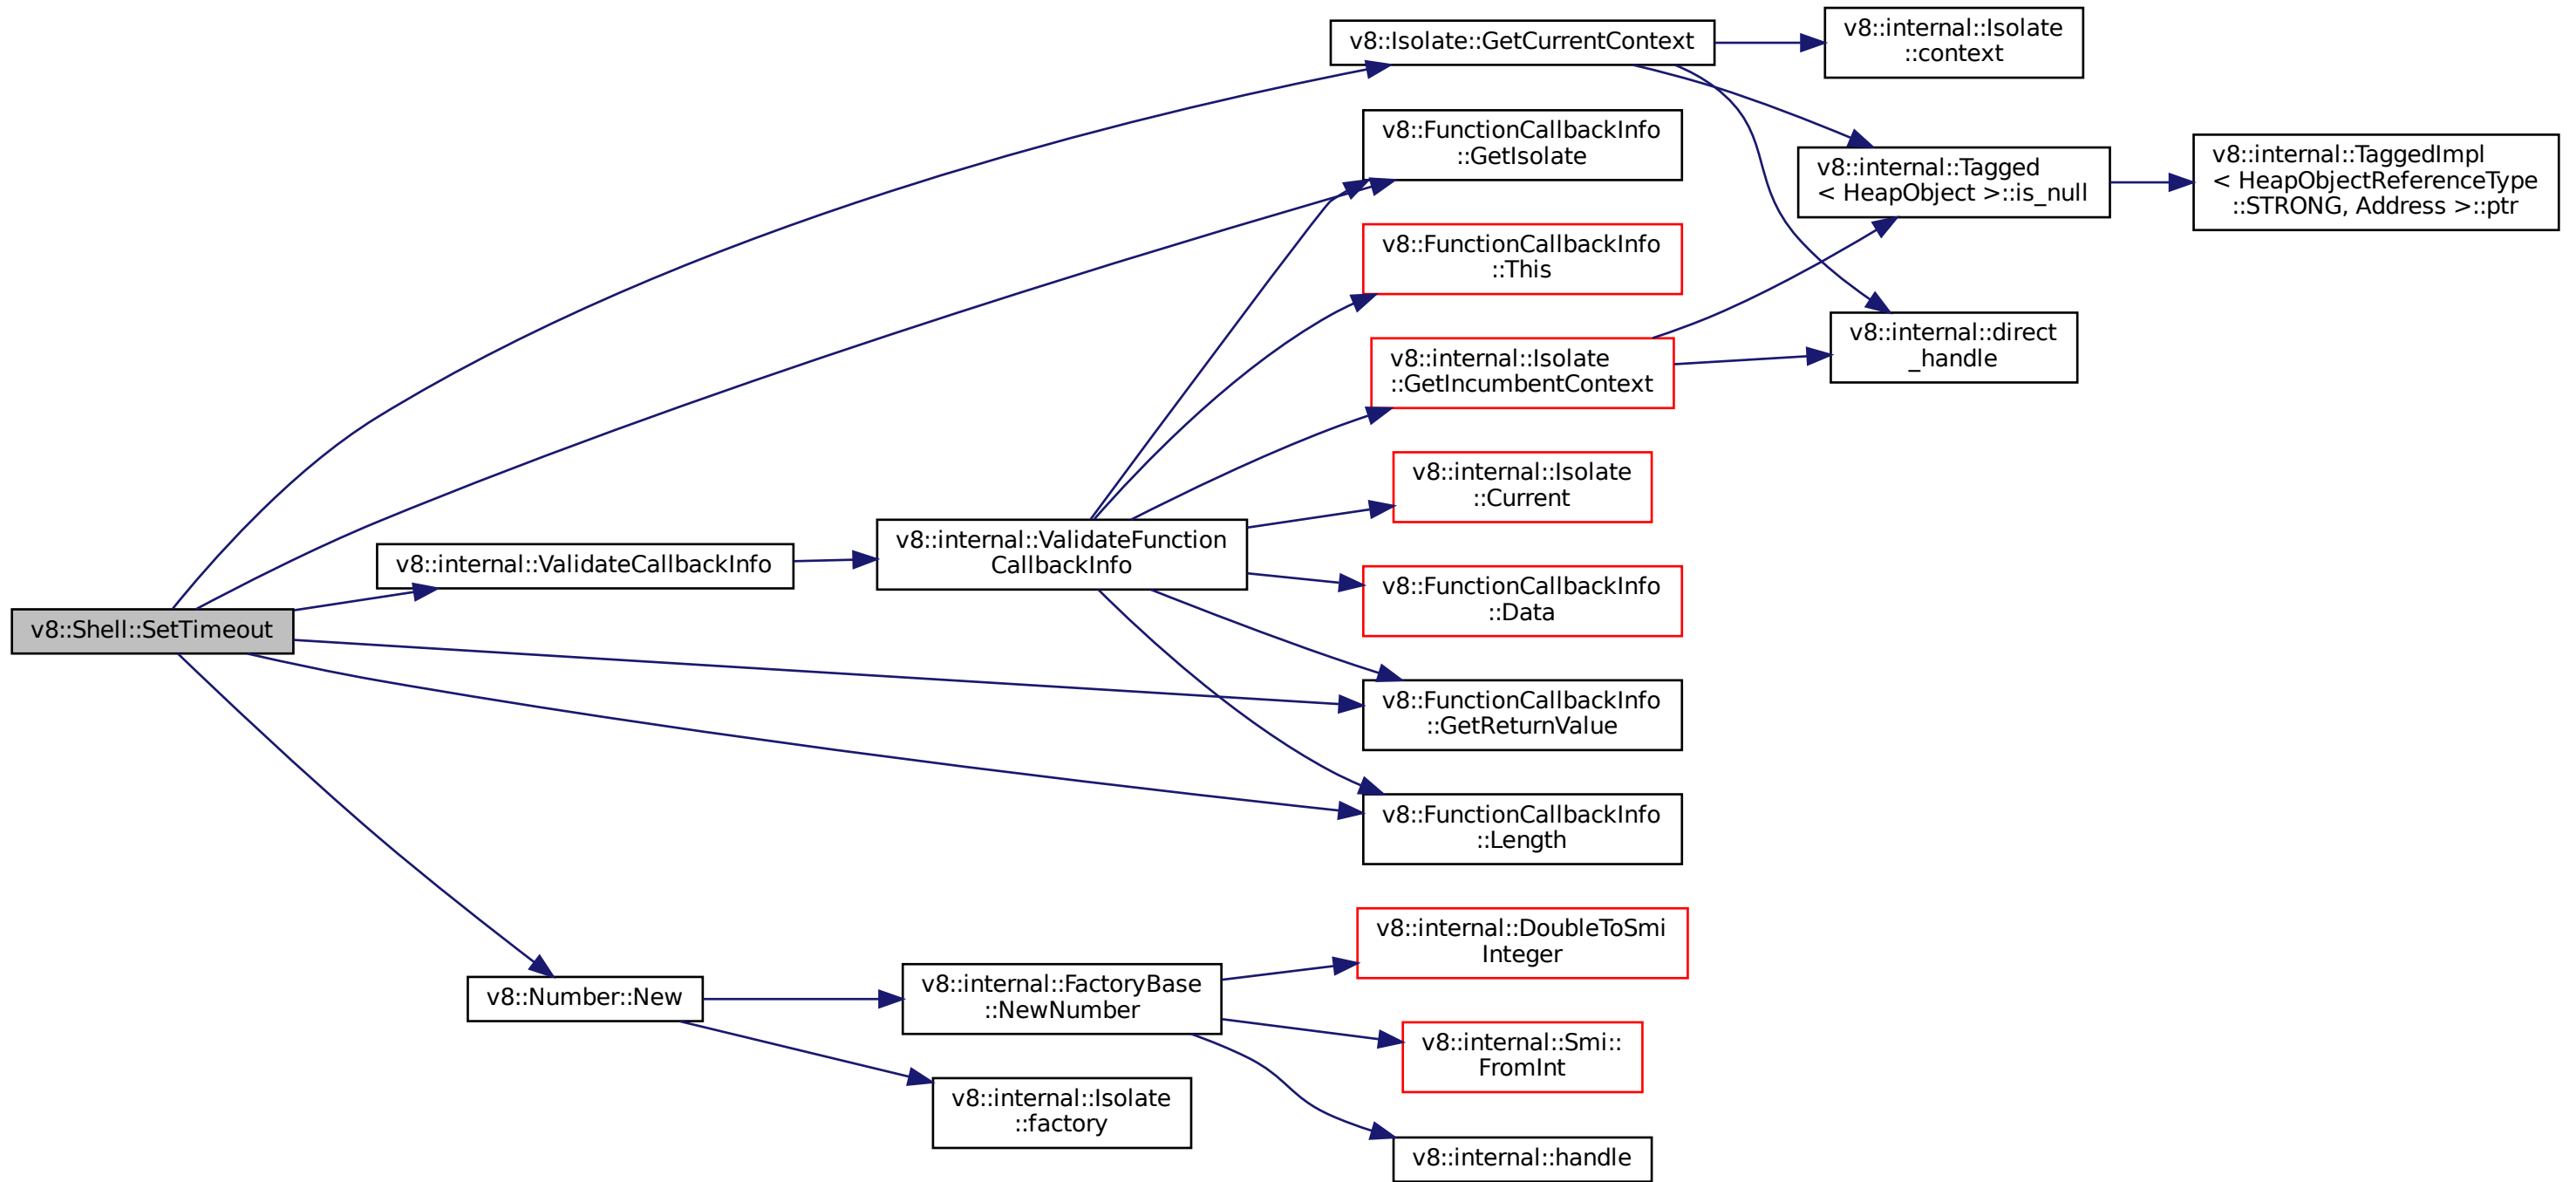 v8::Shell::SetTimeout
v8::internal::ValidateCallbackInfo
v8::Number::New
v8::internal::ValidateFunction
CallbackInfo
v8::internal::FactoryBase
::NewNumber
v8::internal::Isolate
::factory
v8::Isolate::GetCurrentContext
v8::FunctionCallbackInfo
::GetIsolate
v8::FunctionCallbackInfo
::This
v8::internal::Isolate
::GetIncumbentContext
v8::internal::Isolate
::Current
v8::FunctionCallbackInfo
::Data
v8::FunctionCallbackInfo
::GetReturnValue
v8::FunctionCallbackInfo
::Length
v8::internal::DoubleToSmi
Integer
v8::internal::Smi::
FromInt
v8::internal::handle
v8::internal::Isolate
::context
v8::internal::Tagged
< HeapObject >::is_null
v8::internal::direct
_handle
v8::internal::TaggedImpl
< HeapObjectReferenceType
::STRONG, Address >::ptr